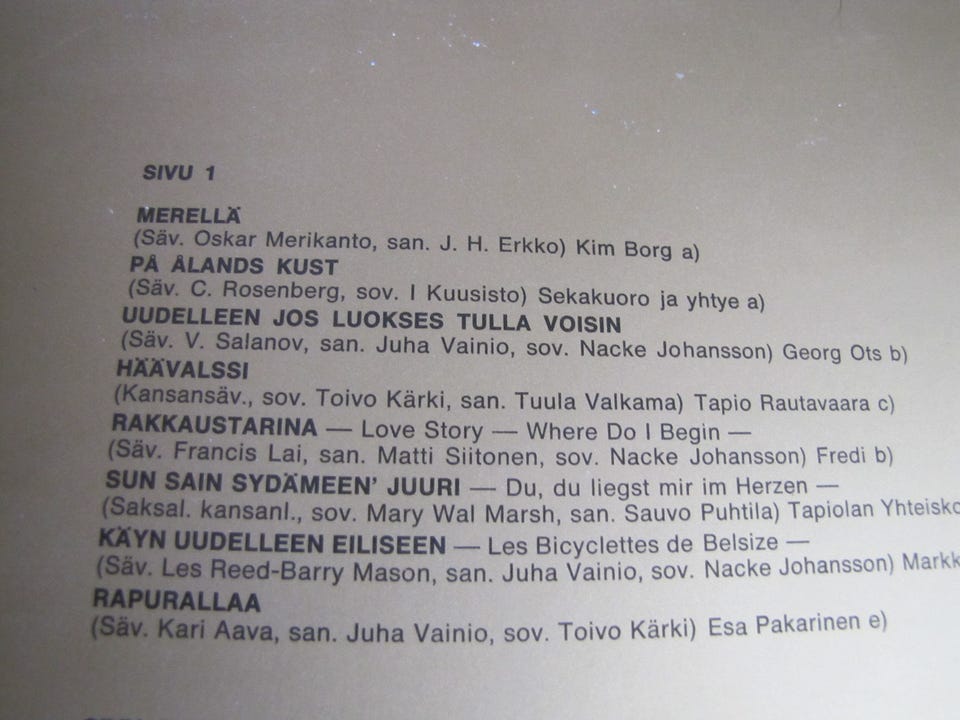 SIVU 1
MERELLÄ
(Säv. Oskar Merikanto, san. J. H. Erkko) Kim Borg a)
PÅ ÅLANDS KUST
(Säv. C. Rosenberg, sov. I Kuusisto) Sekakuoro ja yhtye a)
UUDELLEEN JOS LUOKSES TULLA VOISIN
(Säv. V. Salanov, san. Juha Vainio, sov. Nacke Johansson) Georg Ots b)
HÄÄVALSSI
(Kansansäv., sov. Toivo Kärki, san. Tuula Valkama) Tapio Rautavaara c)
RAKKAUSTARINA — Love Story — Where Do I Begin —
(Säv. Francis Lai, san. Matti Siitonen, sov. Nacke Johansson) Fredi b)
SUN SAIN SYDÄMEEN' JUURI — Du, du liegst mir im Herzen —
(Saksal. kansanl., sov. Mary Wal Marsh, san. Sauvo Puhtila) Tapiolan
KÄYN UUDELLEEN EILISEEN — Les Bicyclettes de Belsize —
(Säv. Les Reed-Barry Mason, san. Juha Vainio, sov. Nacke Johansson)
RAPURALLAA
(Säv. Kari Aava, san. Juha Vainio, sov. Toivo Kärki) Esa Pakarinen e)